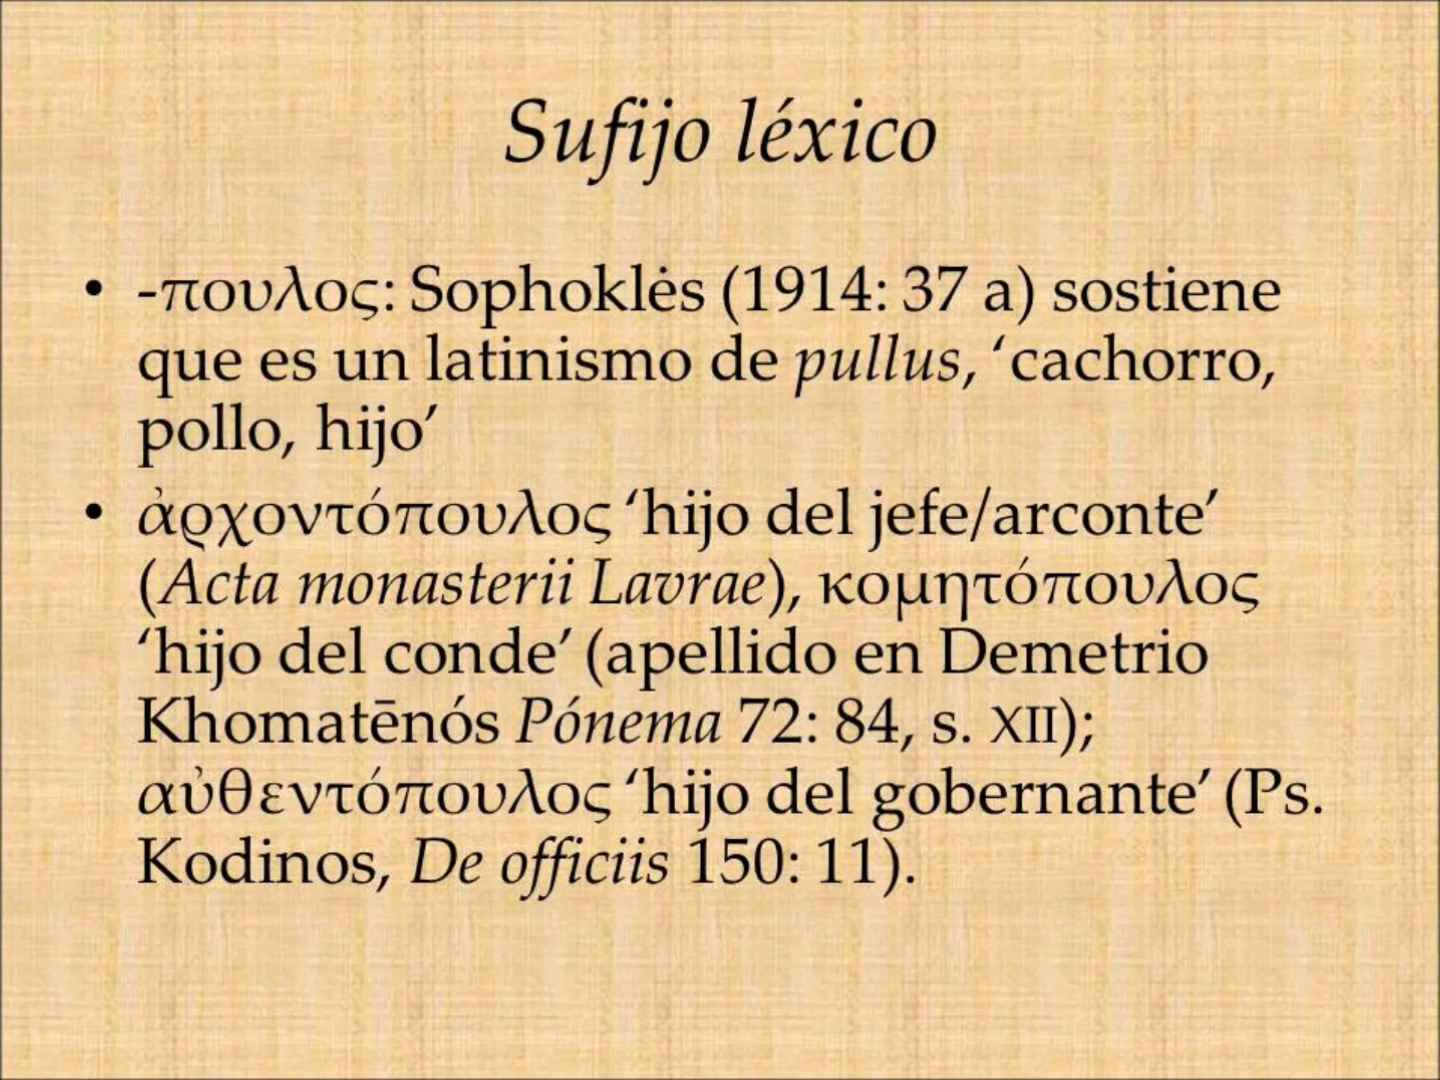 Sufijo léxico
• -πουλος: Sophoklės (1914: 37 a) sostiene
que es un latinismo de pullus, ‘cachorro,
pollo, hijo’
• ἀρχοντόπουλος ‘hijo del jefe/arconte’
(Acta monasterii Lavrae), κομητόπουλος
‘hijo del conde’ (apellido en Demetrio
Khomatēnós Pónema 72: 84, s. XII);
αὐθεντόπουλος ‘hijo del gobernante’ (Ps.
Kodinos, De officiis 150: 11).